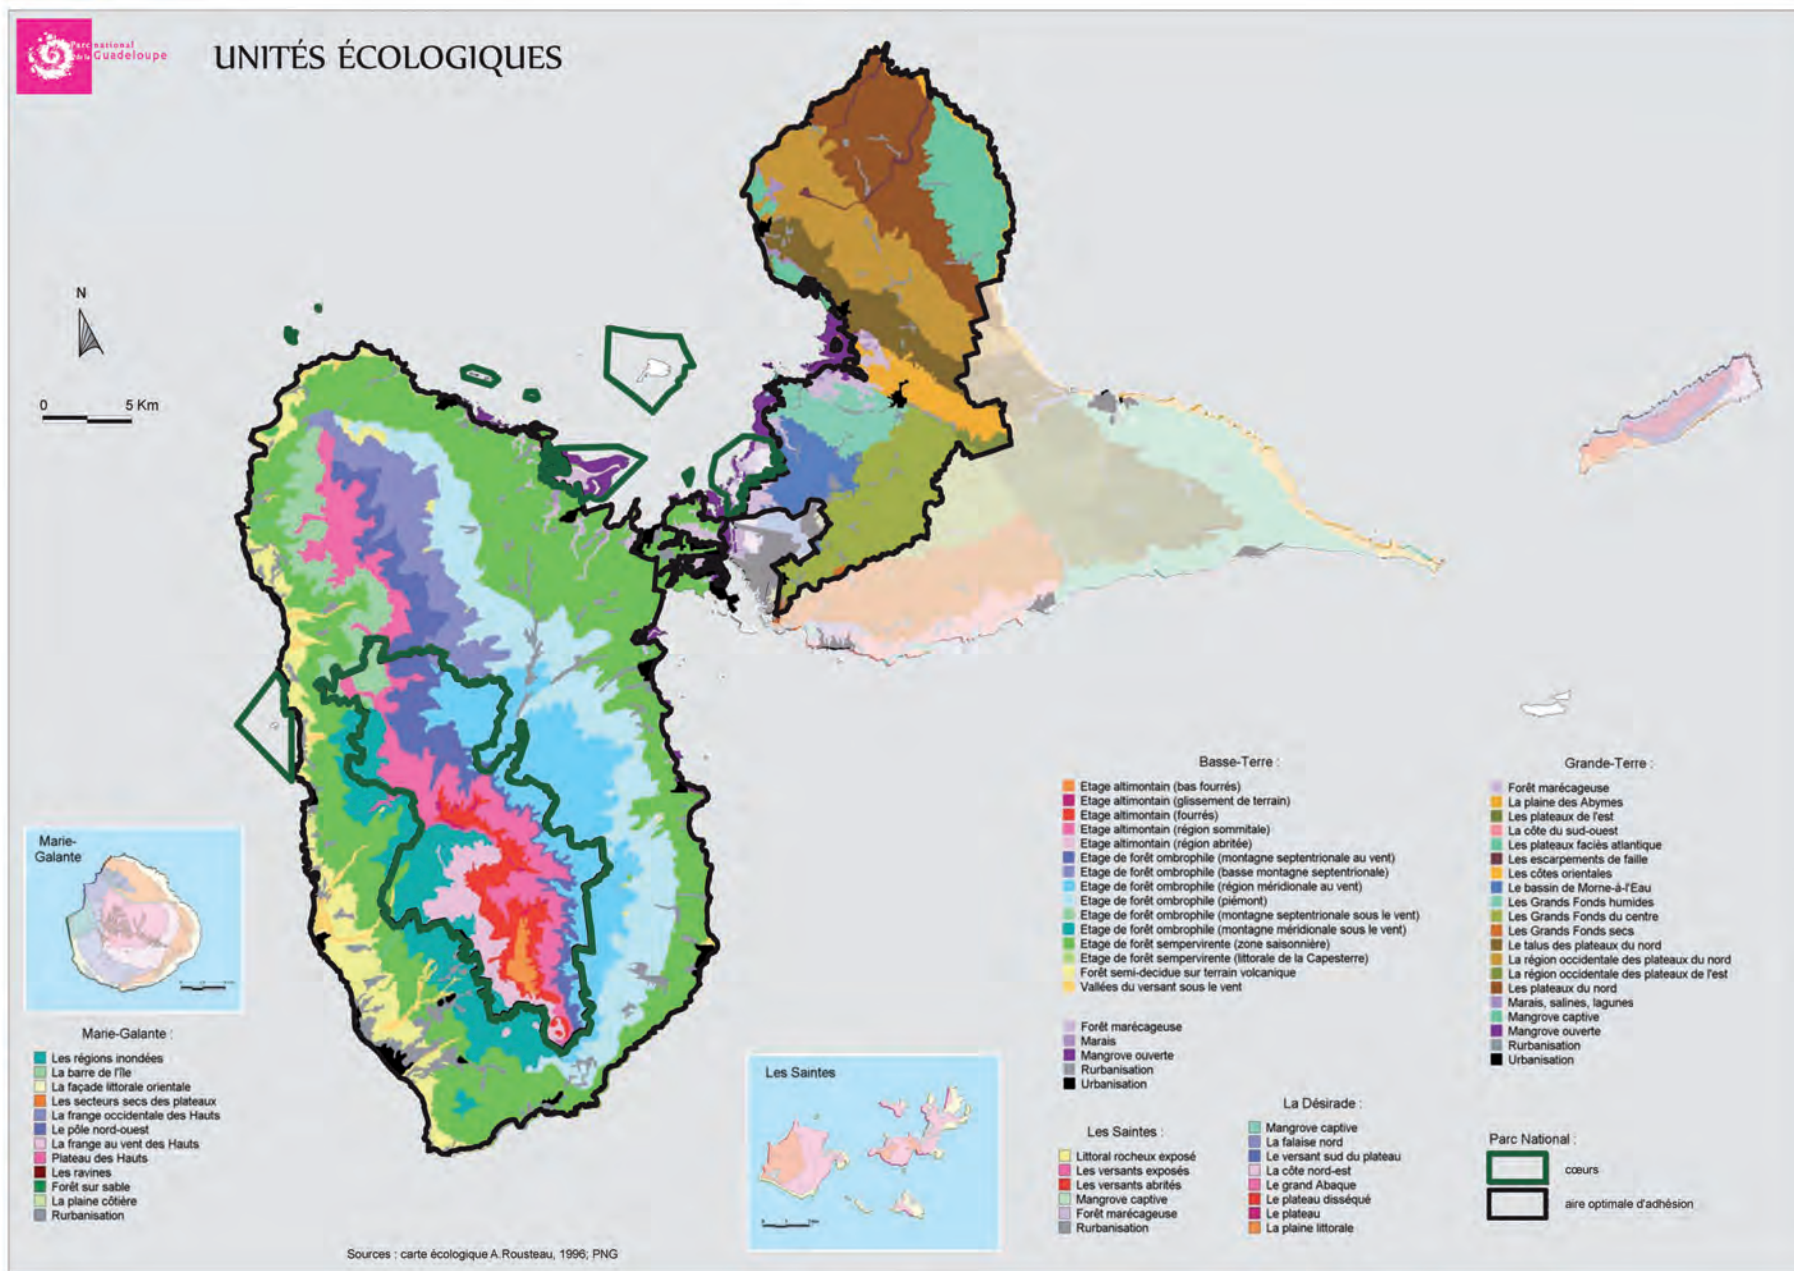 Parc national
de la Guadeloupe
UNITÉS ÉCOLOGIQUES
N
0 5 Km
Marie-
Galante
Marie-Galante :
Les régions inondées
La barre de l'île
La façade littorale orientale
Les secteurs secs des plateaux
La frange occidentale des Hauts
Le pôle nord-ouest
La frange au vent des Hauts
Plateau des Hauts
Les ravines
Forêt sur sable
La plaine côtière
Rurbanisation
Sources : carte écologique A.Rousteau, 1996; PNG
Les Saintes
Basse-Terre :
Etage altimontain (bas fourrés)
Etage altimontain (glissement de terrain)
Etage altimontain (fourrés)
Etage altimontain (région sommitale)
Etage altimontain (région abritée)
Etage de forêt ombrophile (montagne septentrionale au vent)
Etage de forêt ombrophile (basse montagne septentrionale)
Etage de forêt ombrophile (région méridionale au vent)
Etage de forêt ombrophile (piémont)
Etage de forêt ombrophile (montagne septentrionale sous le vent)
Etage de forêt ombrophile (montagne méridionale sous le vent)
Etage de forêt sempervirente (zone saisonnière)
Etage de forêt sempervirente (littorale de la Capesterre)
Forêt semi-decidue sur terrain volcanique
Vallées du versant sous le vent
Forêt marécageuse
Marais
Mangrove ouverte
Rurbanisation
Urbanisation
Les Saintes :
Littoral rocheux exposé
Les versants exposés
Les versants abrités
Mangrove captive
Forêt marécageuse
Rurbanisation
La Désirade :
Mangrove captive
La falaise nord
Le versant sud du plateau
La côte nord-est
Le grand Abaque
Le plateau disséqué
Le plateau
La plaine littorale
Grande-Terre :
Forêt marécageuse
La plaine des Abymes
Les plateaux de l'est
La côte du sud-ouest
Les plateaux faciès atlantique
Les escarpements de faille
Les côtes orientales
Le bassin de Morne-à-l'Eau
Les Grands Fonds humides
Les Grands Fonds du centre
Les Grands Fonds secs
Le talus des plateaux du nord
La région occidentale des plateaux du nord
La région occidentale des plateaux de l'est
Les plateaux du nord
Marais, salines, lagunes
Mangrove captive
Mangrove ouverte
Rurbanisation
Urbanisation
Parc National :
cœurs
aire optimale d'adhésion